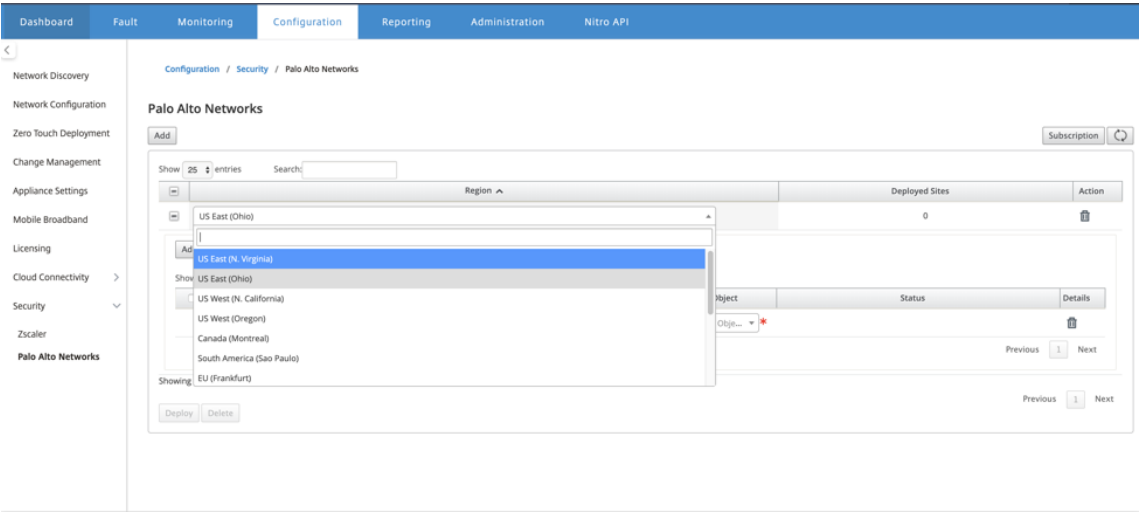 Dashboard Fault Monitoring Configuration Reporting Administration Nitro API
Network Discovery
Network Configuration
Zero Touch Deployment
Change Management
Appliance Settings
Mobile Broadband
Licensing
Cloud Connectivity
Security
Zscaler
Palo Alto Networks
Configuration / Security / Palo Alto Networks
Palo Alto Networks
Add Subscription
Show 25 entries Search:
Region Deployed Sites Action
US East (Ohio) 0
US East (N. Virginia)
US East (Ohio)
US West (N. California)
US West (Oregon)
Canada (Montreal)
South America (Sao Paulo)
EU (Frankfurt)
Ad
Show
Object Status Details
Obje... *
Previous 1 Next
Showing
Previous 1 Next
Deploy Delete